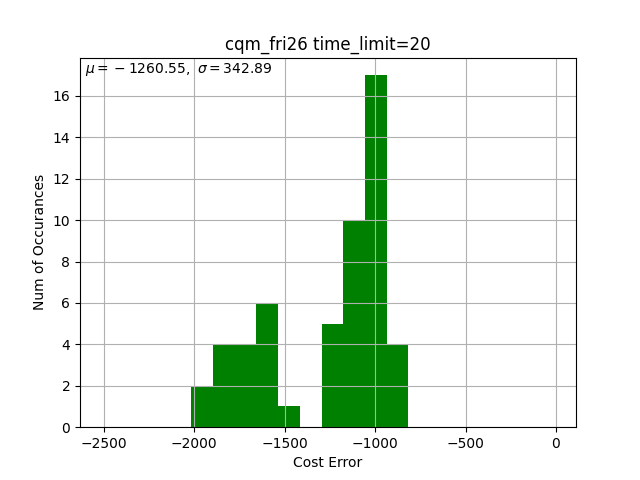 cqm_fri26 time_limit=20
μ = −1260.55, σ = 342.89
Num of Occurances
16
14
12
10
8
6
4
2
0
−2500 −2000 −1500 −1000 −500 0
Cost Error